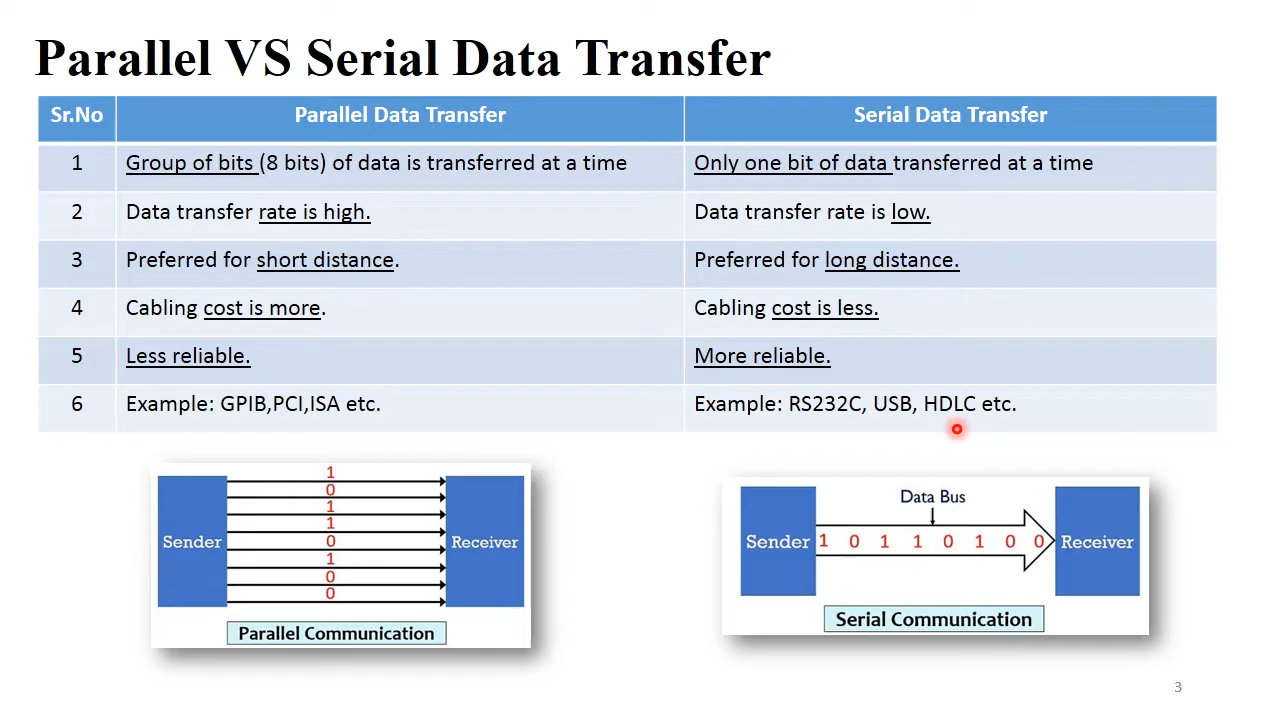 Parallel VS Serial Data Transfer
Sr.No Parallel Data Transfer Serial Data Transfer
1 Group of bits (8 bits) of data is transferred at a time Only one bit of data transferred at a time
2 Data transfer rate is high. Data transfer rate is low.
3 Preferred for short distance. Preferred for long distance.
4 Cabling cost is more. Cabling cost is less.
5 Less reliable. More reliable.
6 Example: GPIB,PCI,ISA etc. Example: RS232C, USB, HDLC etc.
1
0
1
1
0
1
0
0
Sender
Receiver
Parallel Communication
Data Bus
Sender 1 0 1 1 0 1 0 0 Receiver
Serial Communication
3